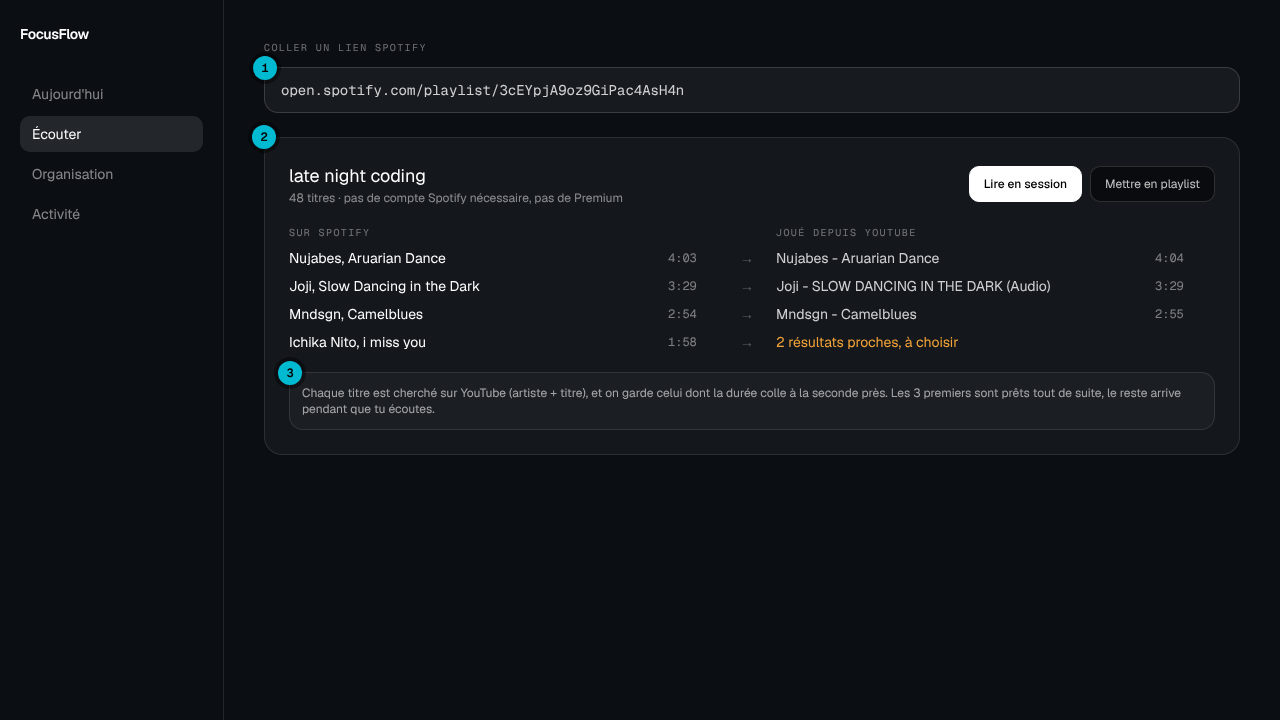 FocusFlow
Aujourd'hui
Écouter
Organisation
Activité
COLLER UN LIEN SPOTIFY
1
open.spotify.com/playlist/3cEYpjA9oz9GiPac4AsH4n
2
late night coding
48 titres · pas de compte Spotify nécessaire, pas de Premium
Lire en session
Mettre en playlist
SUR SPOTIFY
JOUÉ DEPUIS YOUTUBE
Nujabes, Aruarian Dance 4:03 → Nujabes - Aruarian Dance 4:04
Joji, Slow Dancing in the Dark 3:29 → Joji - SLOW DANCING IN THE DARK (Audio) 3:29
Mndsgn, Camelblues 2:54 → Mndsgn - Camelblues 2:55
Ichika Nito, i miss you 1:58 → 2 résultats proches, à choisir
3
Chaque titre est cherché sur YouTube (artiste + titre), et on garde celui dont la durée colle à la seconde près. Les 3 premiers sont prêts tout de suite, le reste arrive
pendant que tu écoutes.